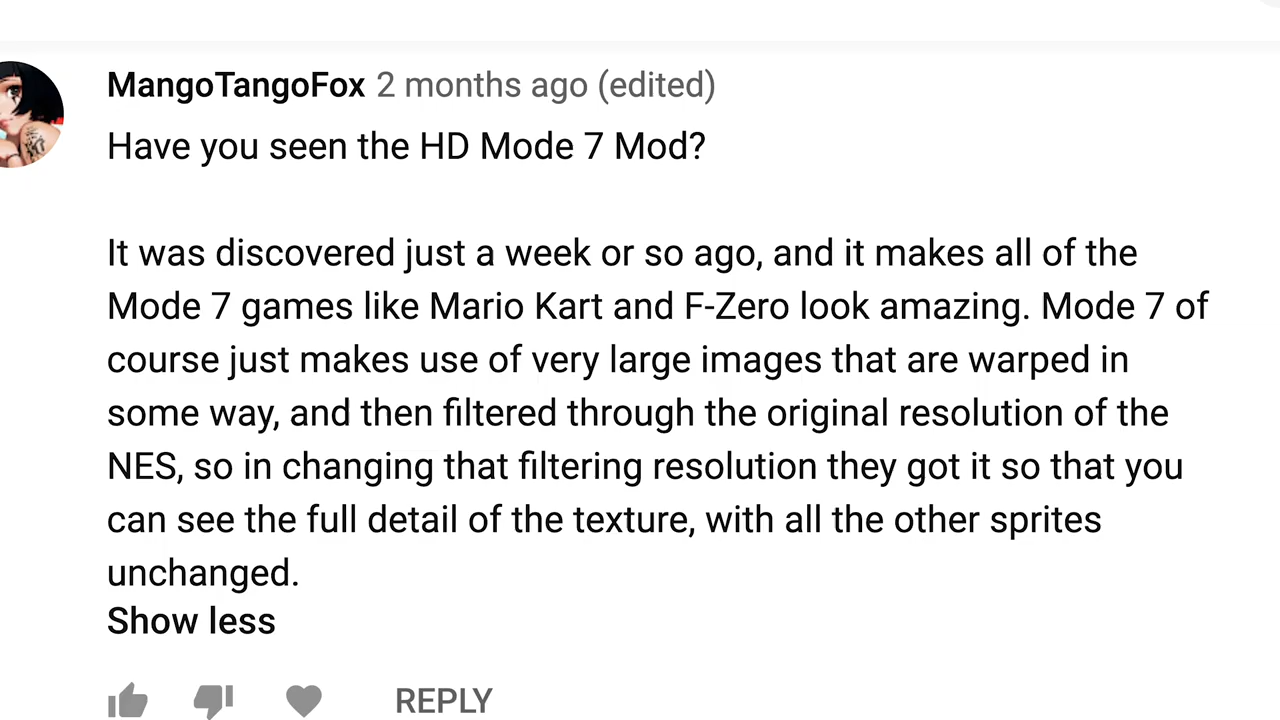 MangoTangoFox 2 months ago (edited)
Have you seen the HD Mode 7 Mod?
It was discovered just a week or so ago, and it makes all of the
Mode 7 games like Mario Kart and F-Zero look amazing. Mode 7 of
course just makes use of very large images that are warped in
some way, and then filtered through the original resolution of the
NES, so in changing that filtering resolution they got it so that you
can see the full detail of the texture, with all the other sprites
unchanged.
Show less
REPLY